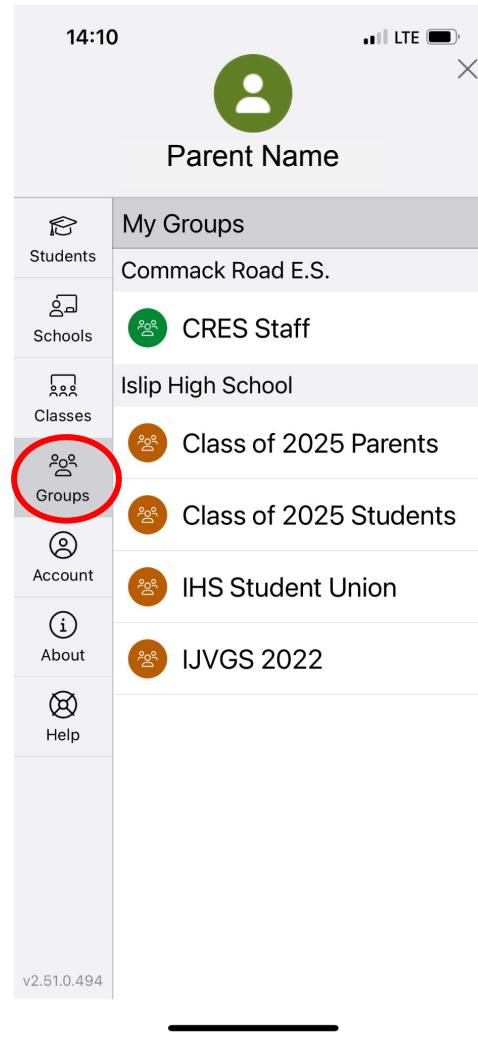 14:10
LTE
Parent Name
Students
Schools
Classes
Groups
Account
About
Help
v2.51.0.494
My Groups
Commack Road E.S.
CRES Staff
Islip High School
Class of 2025 Parents
Class of 2025 Students
IHS Student Union
IJVGS 2022